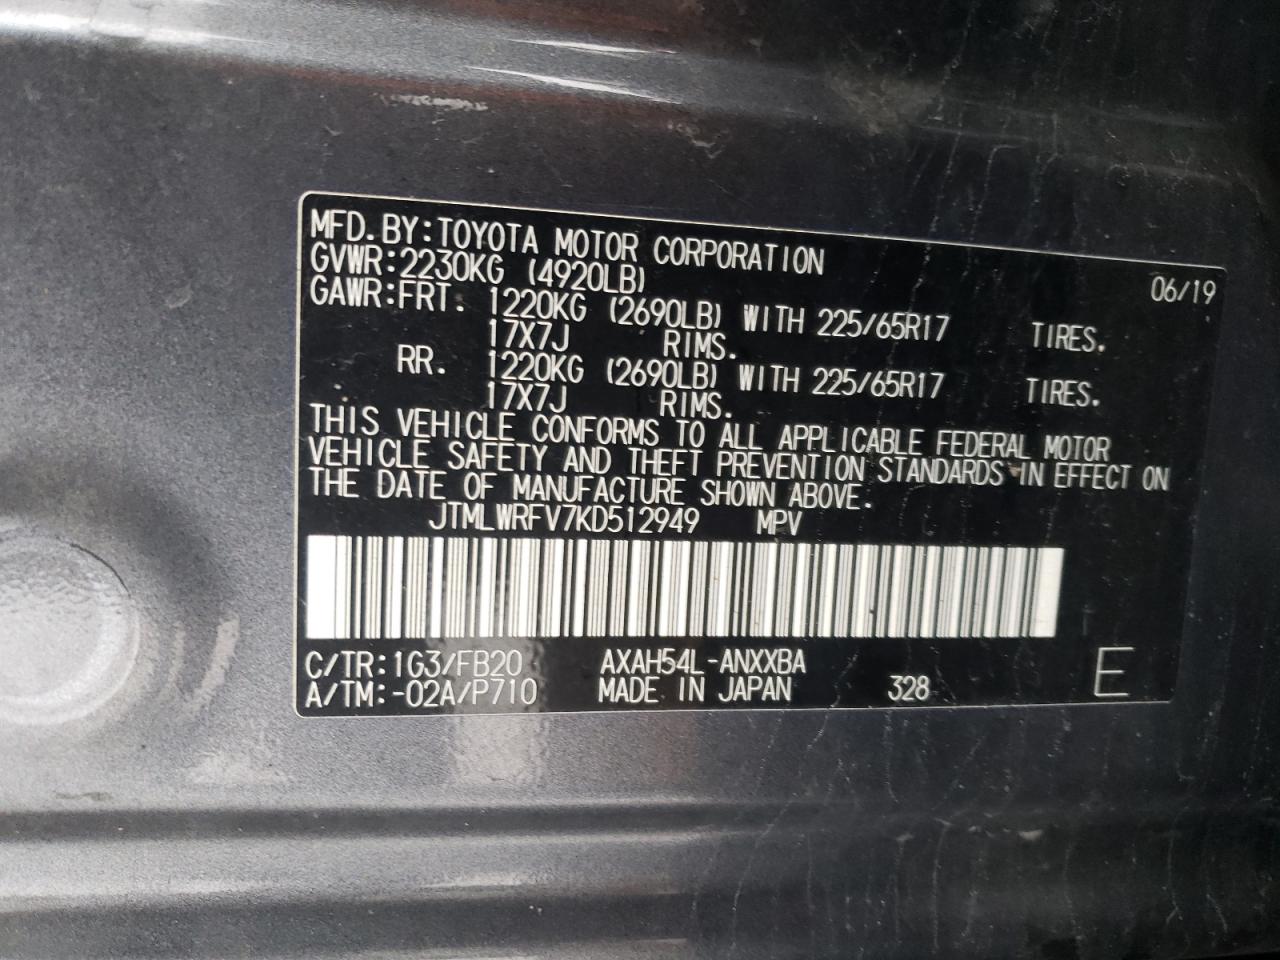 MFD. BY: TOYOTA MOTOR CORPORATION 06/19
GVWR: 2230KG (4920LB)
GAWR: FRT. 1220KG (2690LB) WITH 225/65R17 TIRES.
17X7J RIMS.
RR. 1220KG (2690LB) WITH 225/65R17 TIRES.
17X7J RIMS.
THIS VEHICLE CONFORMS TO ALL APPLICABLE FEDERAL MOTOR
VEHICLE SAFETY AND THEFT PREVENTION STANDARDS IN EFFECT ON
THE DATE OF MANUFACTURE SHOWN ABOVE.
JTMLWRFV7KD512949 MPV
C/TR: 1G3/FB20 AXAH54L-ANXXBA E
A/TM: -02A/P710 MADE IN JAPAN 328